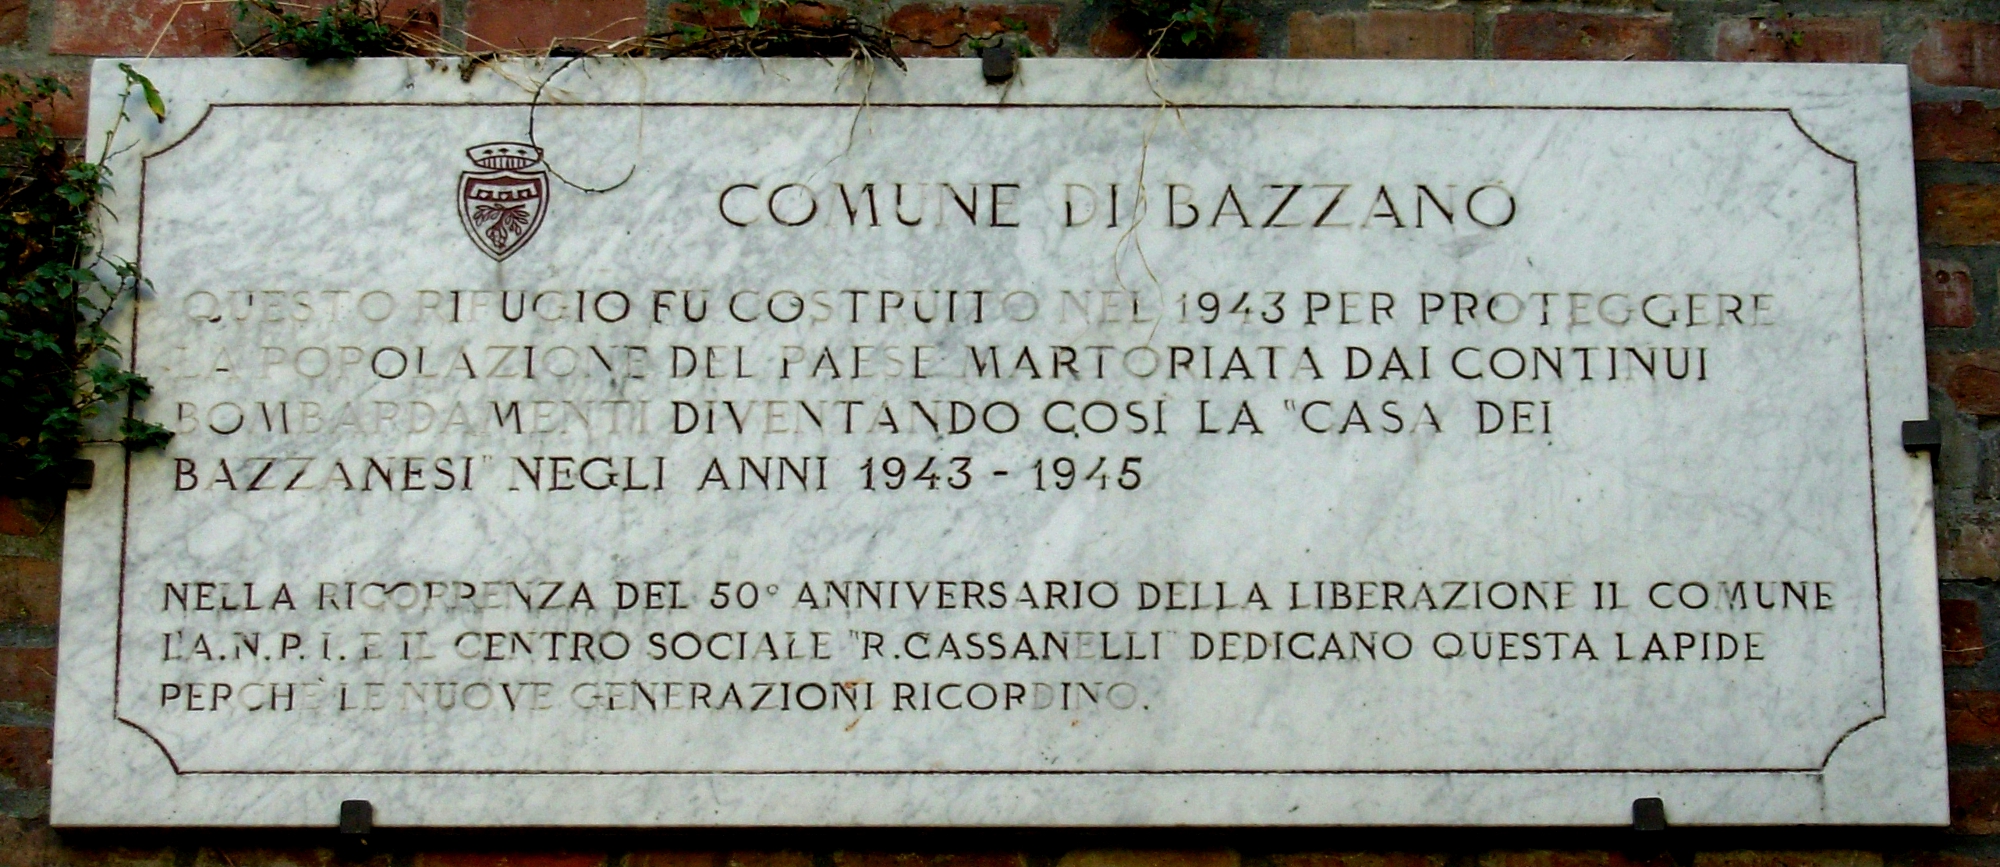 COMUNE DI BAZZANO
QUESTO RIFUGIO FU COSTRUITO NEL 1943 PER PROTEGGERE
LA POPOLAZIONE DEL PAESE MARTORIATA DAI CONTINUI
BOMBARDAMENTI DIVENTANDO COSÌ LA "CASA DEI
BAZZANESI" NEGLI ANNI 1943 - 1945
NELLA RICORRENZA DEL 50° ANNIVERSARIO DELLA LIBERAZIONE IL COMUNE
L'A.N.P.I. E IL CENTRO SOCIALE "R.CASSANELLI" DEDICANO QUESTA LAPIDE
PERCHÈ LE NUOVE GENERAZIONI RICORDINO.